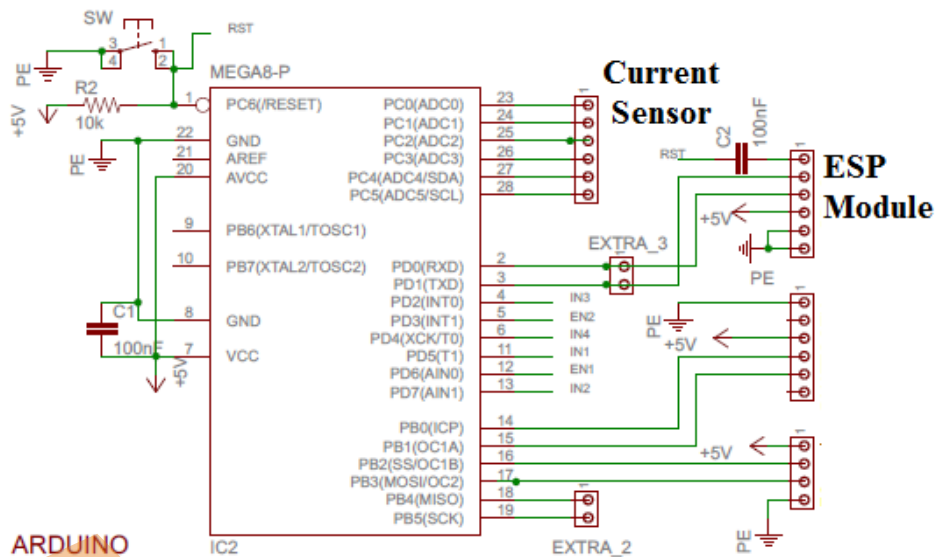 SW
3
1
4
2
RST
PE
R2
10k
+5V
MEGA8-P
1
PC6(/RESET)
22
GND
21
AREF
20
AVCC
PE
9
PB6(XTAL1/TOSC1)
10
PB7(XTAL2/TOSC2)
8
GND
7
VCC
C1
100nF
+5V
PC0(ADC0)
23
PC1(ADC1)
24
PC2(ADC2)
25
PC3(ADC3)
26
PC4(ADC4/SDA)
27
PC5(ADC5/SCL)
28
PD0(RXD)
2
PD1(TXD)
3
PD2(INT0)
4
IN3
PD3(INT1)
5
EN2
PD4(XCK/T0)
6
IN4
PD5(T1)
11
IN1
PD6(AIN0)
12
EN1
PD7(AIN1)
13
IN2
PB0(ICP)
14
PB1(OC1A)
15
PB2(SS/OC1B)
16
PB3(MOSI/OC2)
17
PB4(MISO)
18
PB5(SCK)
19
1
Current
Sensor
RST
C2
100nF
1
ESP
Module
+5V
PE
EXTRA_3
1
1
PE
+5V
1
+5V
PE
1
EXTRA_2
ARDUINO
IC2